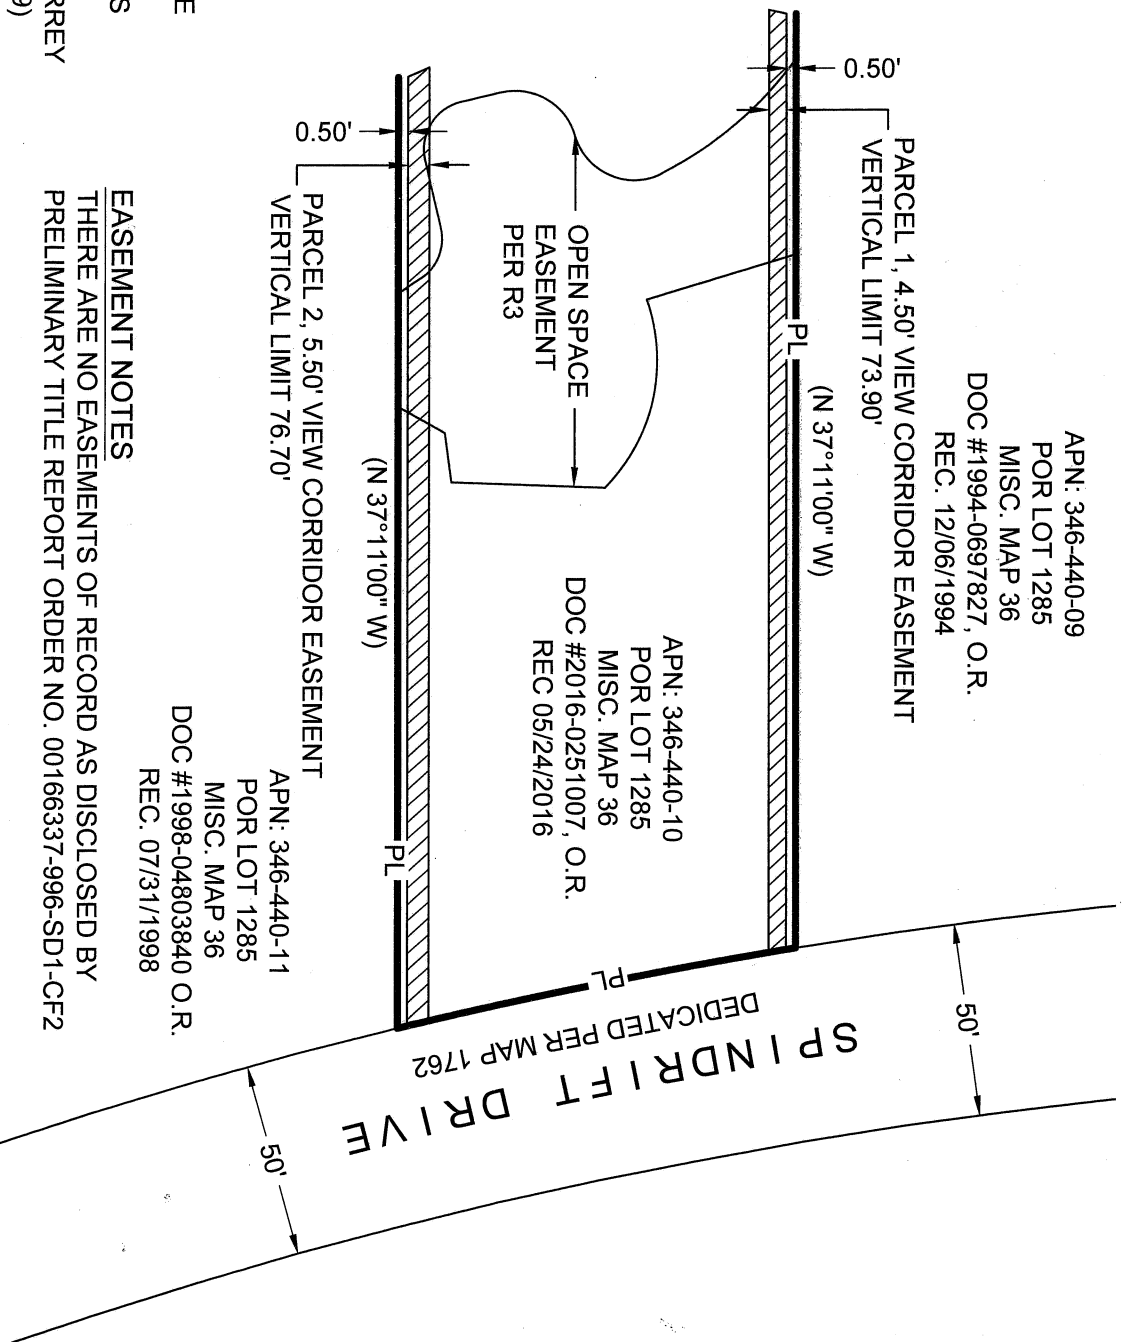 APN: 346-440-09
POR LOT 1285
MISC. MAP 36
DOC #1994-0697827, O.R.
REC. 12/06/1994
PARCEL 1, 4.50' VIEW CORRIDOR EASEMENT
VERTICAL LIMIT 73.90'
0.50'
(N 37°11'00" W)
PL
OPEN SPACE
EASEMENT
PER R3
APN: 346-440-10
POR LOT 1285
MISC. MAP 36
DOC #2016-0251007, O.R.
REC 05/24/2016
PL
DEDICATED PER MAP 1762
SPINDRIFT DRIVE
50'
50'
0.50'
PL
(N 37°11'00" W)
PARCEL 2, 5.50' VIEW CORRIDOR EASEMENT
VERTICAL LIMIT 76.70'
APN: 346-440-11
POR LOT 1285
MISC. MAP 36
DOC #1998-04803840 O.R.
REC. 07/31/1998
EASEMENT NOTES
THERE ARE NO EASEMENTS OF RECORD AS DISCLOSED BY
PRELIMINARY TITLE REPORT ORDER NO. 00166337-996-SD1-CF2
E
S
RREY
9)